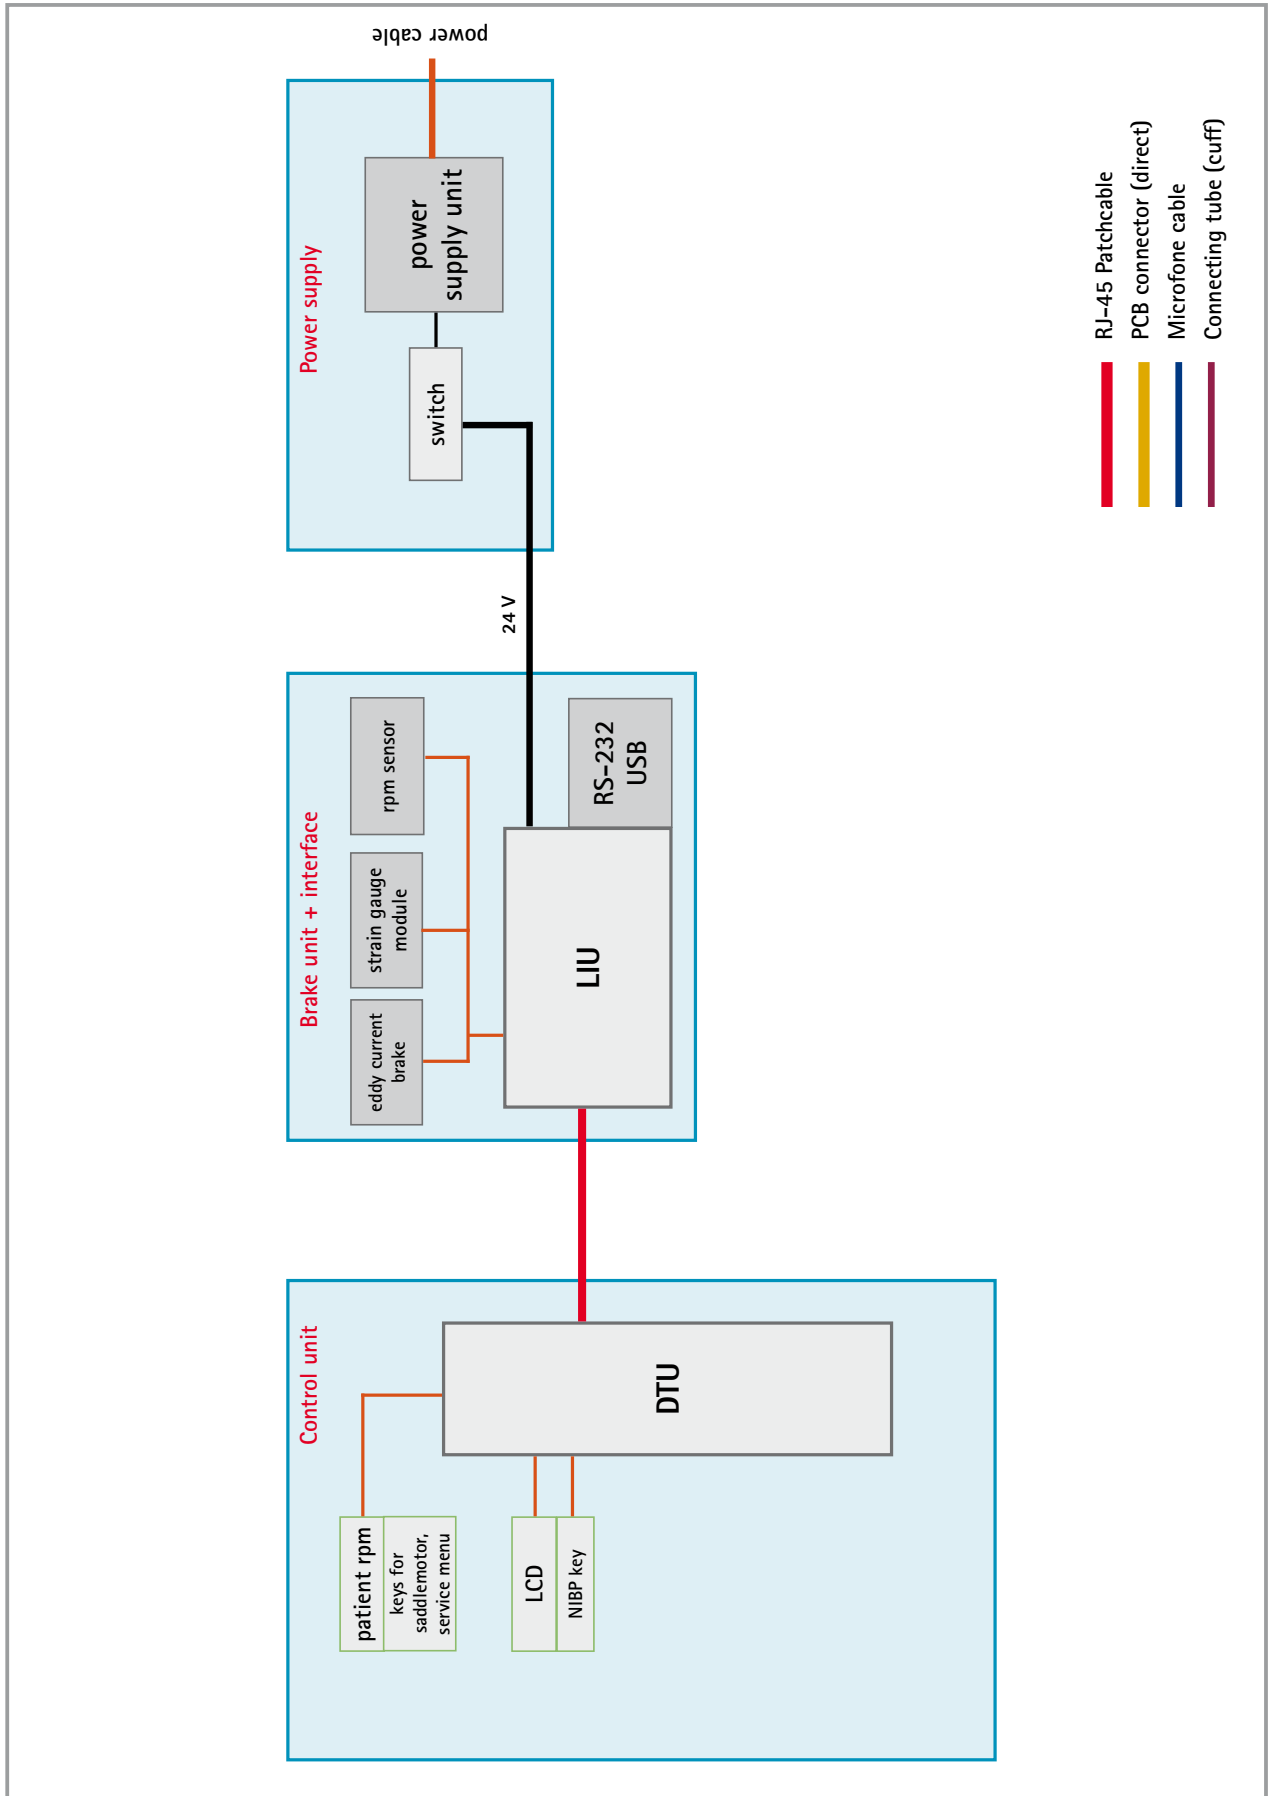 Control unit
patient rpm
keys for
saddlemotor,
service menu
LCD
NIBP key
DTU
Brake unit + interface
eddy current
brake
strain gauge
module
rpm sensor
LIU
RS-232
USB
24 V
Power supply
switch
power
supply unit
power cable
RJ-45 Patchcable
PCB connector (direct)
Microfone cable
Connecting tube (cuff)